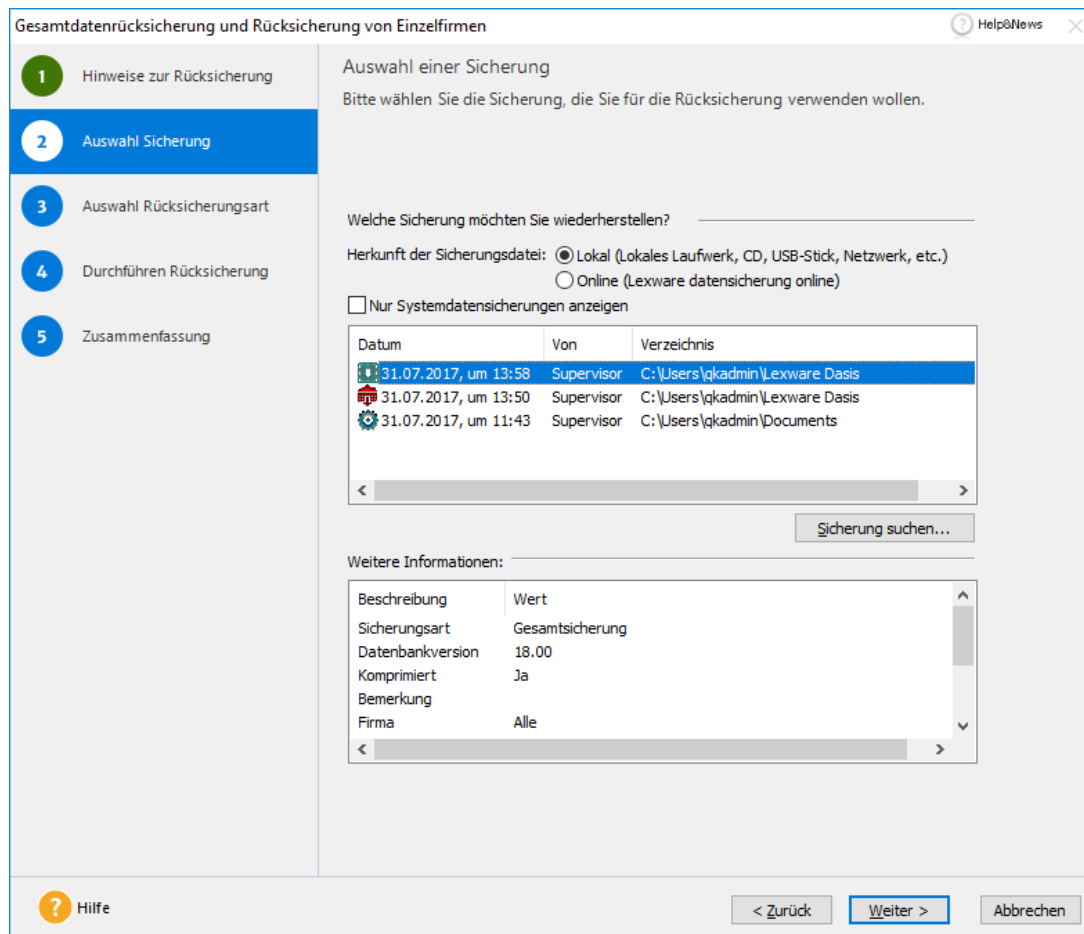 Gesamtdatenrücksicherung und Rücksicherung von Einzelfirmen
? Help&News
1 Hinweise zur Rücksicherung
2 Auswahl Sicherung
3 Auswahl Rücksicherungsart
4 Durchführen Rücksicherung
5 Zusammenfassung
Auswahl einer Sicherung
Bitte wählen Sie die Sicherung, die Sie für die Rücksicherung verwenden wollen.
Welche Sicherung möchten Sie wiederherstellen?
Herkunft der Sicherungsdatei: Lokal (Lokales Laufwerk, CD, USB-Stick, Netzwerk, etc.)
Online (Lexware datensicherung online)
Nur Systemdatensicherungen anzeigen
Datum Von Verzeichnis
31.07.2017, um 13:58 Supervisor C:\Users\qkadmin\Lexware Dasis
31.07.2017, um 13:50 Supervisor C:\Users\qkadmin\Lexware Dasis
31.07.2017, um 11:43 Supervisor C:\Users\qkadmin\Documents
Sicherung suchen...
Weitere Informationen:
Beschreibung Wert
Sicherungsart Gesamtsicherung
Datenbankversion 18.00
Komprimiert Ja
Bemerkung
Firma Alle
? Hilfe
< Zurück Weiter > Abbrechen